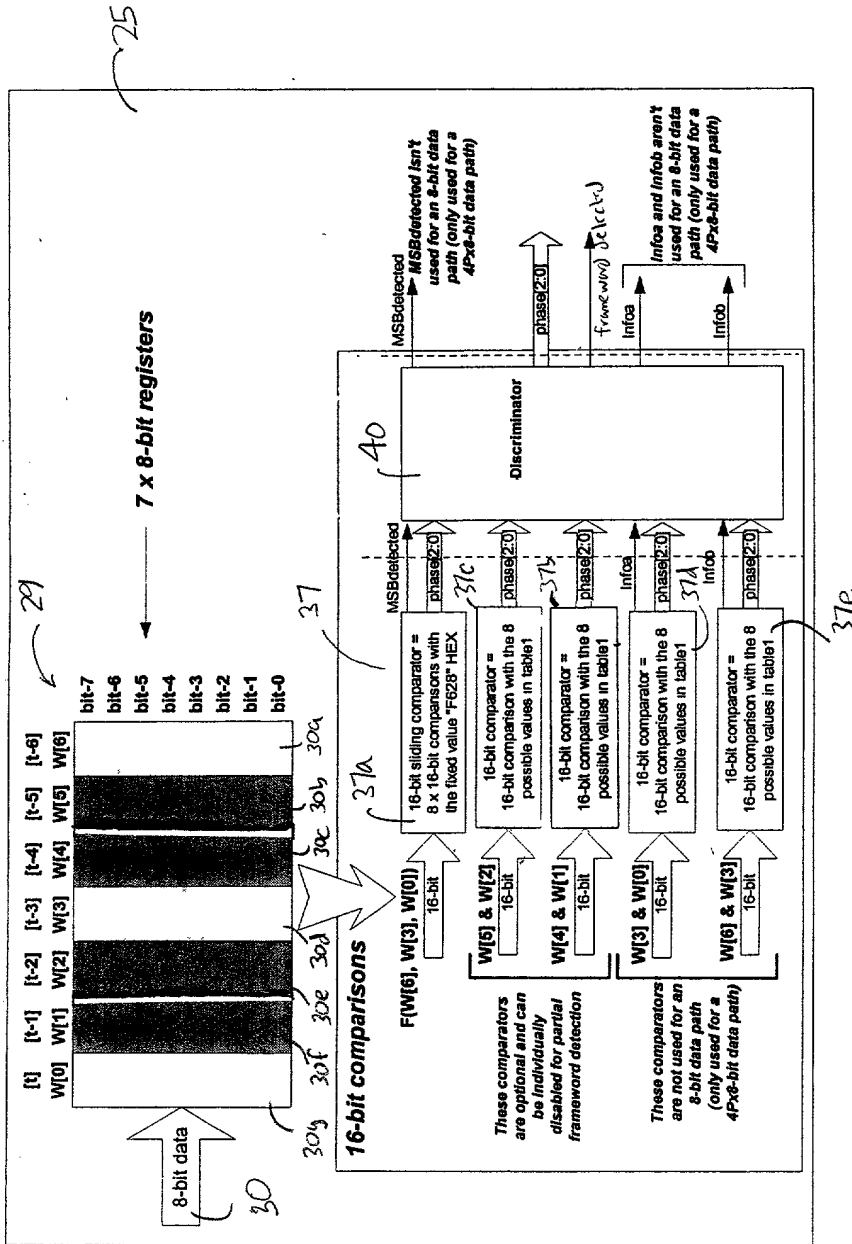 25
29
7 x 8-bit registers
[t] [t-1] [t-2] [t-3] [t-4] [t-5] [t-6]
W[0] W[1] W[2] W[3] W[4] W[5] W[6]
bit-7
bit-6
bit-5
bit-4
bit-3
bit-2
bit-1
bit-0
8-bit data
30
30g
30f
30e
30d
30c
30b
30a
16-bit comparisons
37
40
F(W[6], W[3], W[0])
16-bit
37a
16-bit sliding comparator =
8 x 16-bit comparisons with
the fixed value "F628" HEX
MSBdetected
phase[2:0]
W[5] & W[2]
16-bit
16-bit comparator =
16-bit comparison with the 8
possible values in table1
37c
phase[2:0]
W[4] & W[1]
16-bit
16-bit comparator =
16-bit comparison with the 8
possible values in table1
37b
phase[2:0]
These comparators
are optional and can
be individually
disabled for partial
frameword detection
W[3] & W[0]
16-bit
16-bit comparator =
16-bit comparison with the 8
possible values in table1
Infoa
phase[2:0]
37d
W[6] & W[3]
16-bit
16-bit comparator =
16-bit comparison with the 8
possible values in table1
Infob
phase[2:0]
37e
These comparators
are not used for an
8-bit data path
(only used for a
4Px8-bit data path)
Discriminator
MSBdetected
MSBdetected isn't
used for an 8-bit data
path (only used for a
4Px8-bit data path)
phase[2:0]
frameword detected
Infoa
Infob
Infoa and Infob aren't
used for an 8-bit data
path (only used for a
4Px8-bit data path)